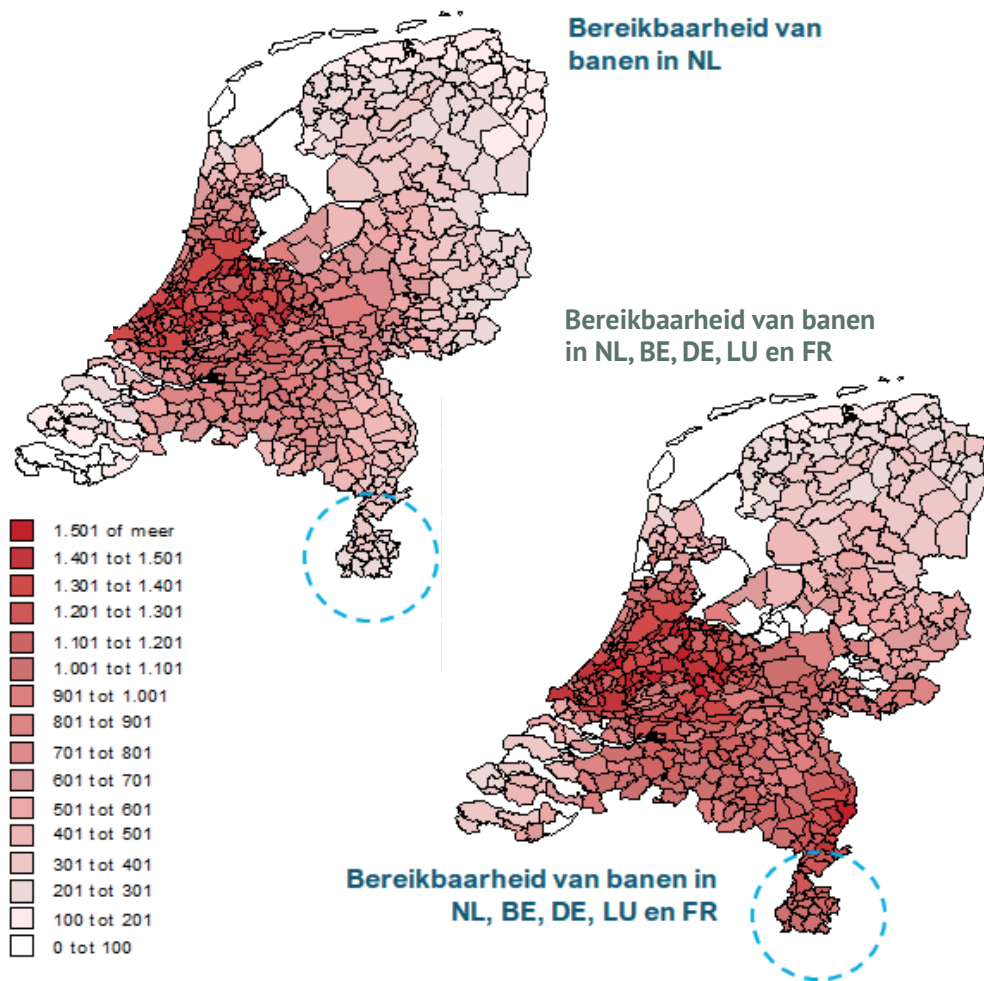 Bereikbaarheid van
banen in NL
Bereikbaarheid van banen
in NL, BE, DE, LU en FR
1.501 of meer
1.401 tot 1.501
1.301 tot 1.401
1.201 tot 1.301
1.101 tot 1.201
1.001 tot 1.101
901 tot 1.001
801 tot 901
701 tot 801
601 tot 701
501 tot 601
401 tot 501
301 tot 401
201 tot 301
100 tot 201
0 tot 100
Bereikbaarheid van banen in
NL, BE, DE, LU en FR